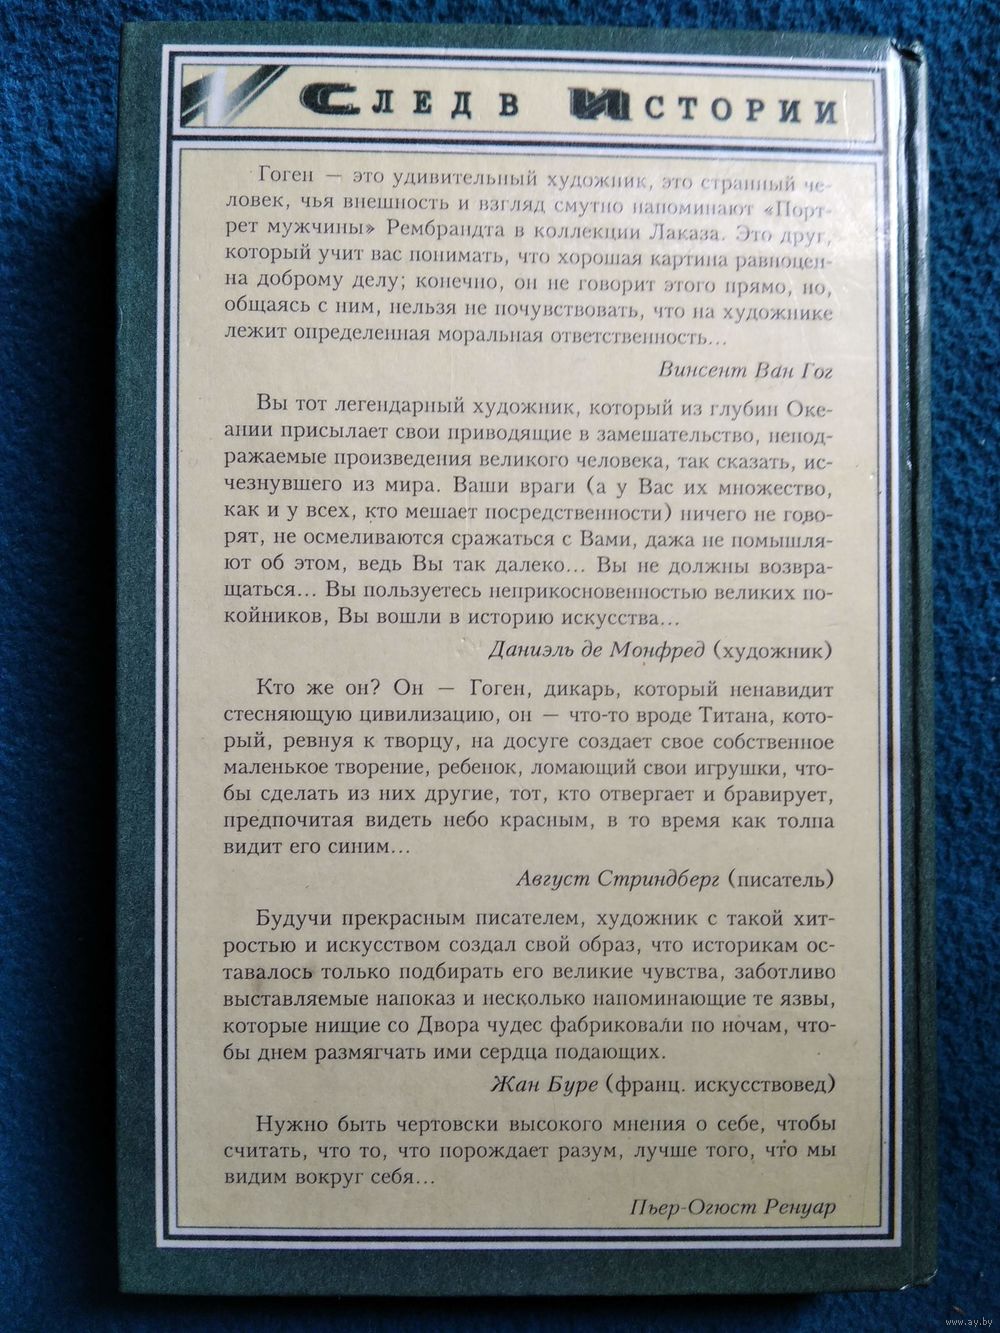 СЛЕД В ИСТОРИИ
Гоген — это удивительный художник, это странный че-
ловек, чья внешность и взгляд смутно напоминают «Порт-
рет мужчины» Рембрандта в коллекции Лаказа. Это друг,
который учит вас понимать, что хорошая картина равноцен-
на доброму делу; конечно, он не говорит этого прямо, но,
общаясь с ним, нельзя не почувствовать, что на художнике
лежит определенная моральная ответственность...
Винсент Ван Гог
Вы тот легендарный художник, который из глубин Оке-
ании присылает свои приводящие в замешательство, непод-
ражаемые произведения великого человека, так сказать, ис-
чезнувшего из мира. Ваши враги (а у Вас их множество,
как и у всех, кто мешает посредственности) ничего не гово-
рят, не осмеливаются сражаться с Вами, дажа не помышля-
ют об этом, ведь Вы так далеко... Вы не должны возвра-
щаться... Вы пользуетесь неприкосновенностью великих по-
койников, Вы вошли в историю искусства...
Даниэль де Монфред (художник)
Кто же он? Он — Гоген, дикарь, который ненавидит
стесняющую цивилизацию, он — что-то вроде Титана, кото-
рый, ревнуя к творцу, на досуге создает свое собственное
маленькое творение, ребенок, ломающий свои игрушки, что-
бы сделать из них другие, тот, кто отвергает и бравирует,
предпочитая видеть небо красным, в то время как толпа
видит его синим...
Август Стриндберг (писатель)
Будучи прекрасным писателем, художник с такой хит-
ростью и искусством создал свой образ, что историкам ос-
тавалось только подбирать его великие чувства, заботливо
выставляемые напоказ и несколько напоминающие те язвы,
которые нищие со Двора чудес фабриковали по ночам, что-
бы днем размягчать ими сердца подающих.
Жан Буре (франц. искусствовед)
Нужно быть чертовски высокого мнения о себе, чтобы
считать, что то, что порождает разум, лучше того, что мы
видим вокруг себя...
Пьер-Огюст Ренуар
www.ay.by